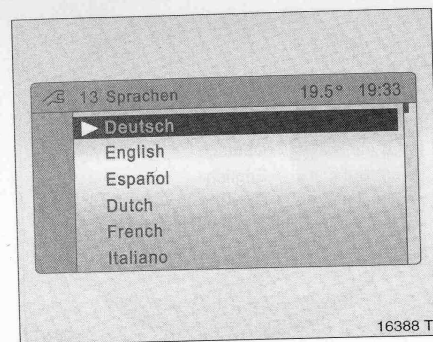 13 Sprachen 19.5° 19:33
Deutsch
English
Español
Dutch
French
Italiano
16388 T